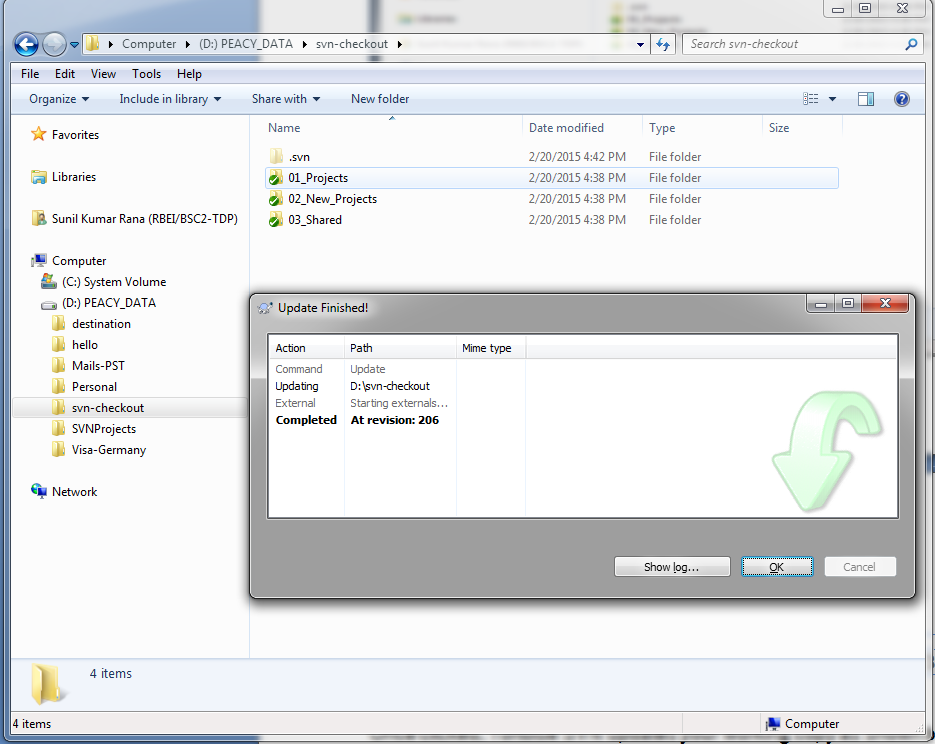 Computer (D:) PEACY_DATA svn-checkout
Search svn-checkout
File Edit View Tools Help
Organize Include in library Share with New folder
Favorites
Libraries
Sunil Kumar Rana (RBEI/BSC2-TDP)
Computer
(C:) System Volume
(D:) PEACY_DATA
destination
hello
Mails-PST
Personal
svn-checkout
SVNProjects
Visa-Germany
Network
Name Date modified Type Size
.svn 2/20/2015 4:42 PM File folder
01_Projects 2/20/2015 4:38 PM File folder
02_New_Projects 2/20/2015 4:38 PM File folder
03_Shared 2/20/2015 4:38 PM File folder
Update Finished!
Action Path Mime type
Command Update
Updating D:\svn-checkout
External Starting externals...
Completed At revision: 206
Show log... OK Cancel
4 items
4 items Computer